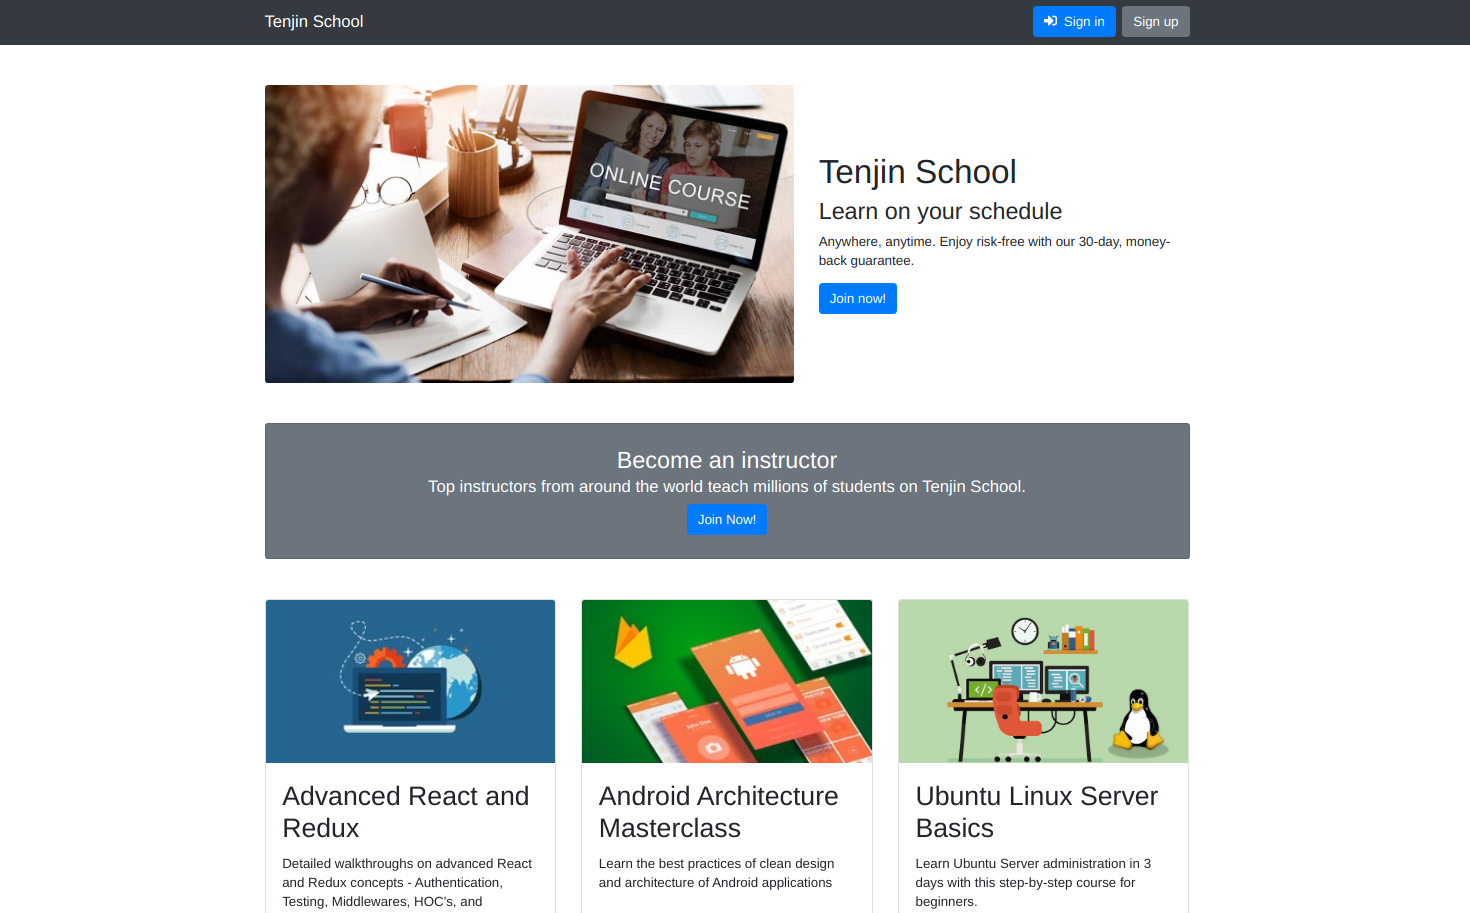 Tenjin School
Sign in
Sign up
ONLINE COURSE
Tenjin School
Learn on your schedule
Anywhere, anytime. Enjoy risk-free with our 30-day, money-
back guarantee.
Join now!
Become an instructor
Top instructors from around the world teach millions of students on Tenjin School.
Join Now!
Advanced React and
Redux
Detailed walkthroughs on advanced React
and Redux concepts - Authentication,
Testing, Middlewares, HOC's, and
Android Architecture
Masterclass
Learn the best practices of clean design
and architecture of Android applications
Ubuntu Linux Server
Basics
Learn Ubuntu Server administration in 3
days with this step-by-step course for
beginners.